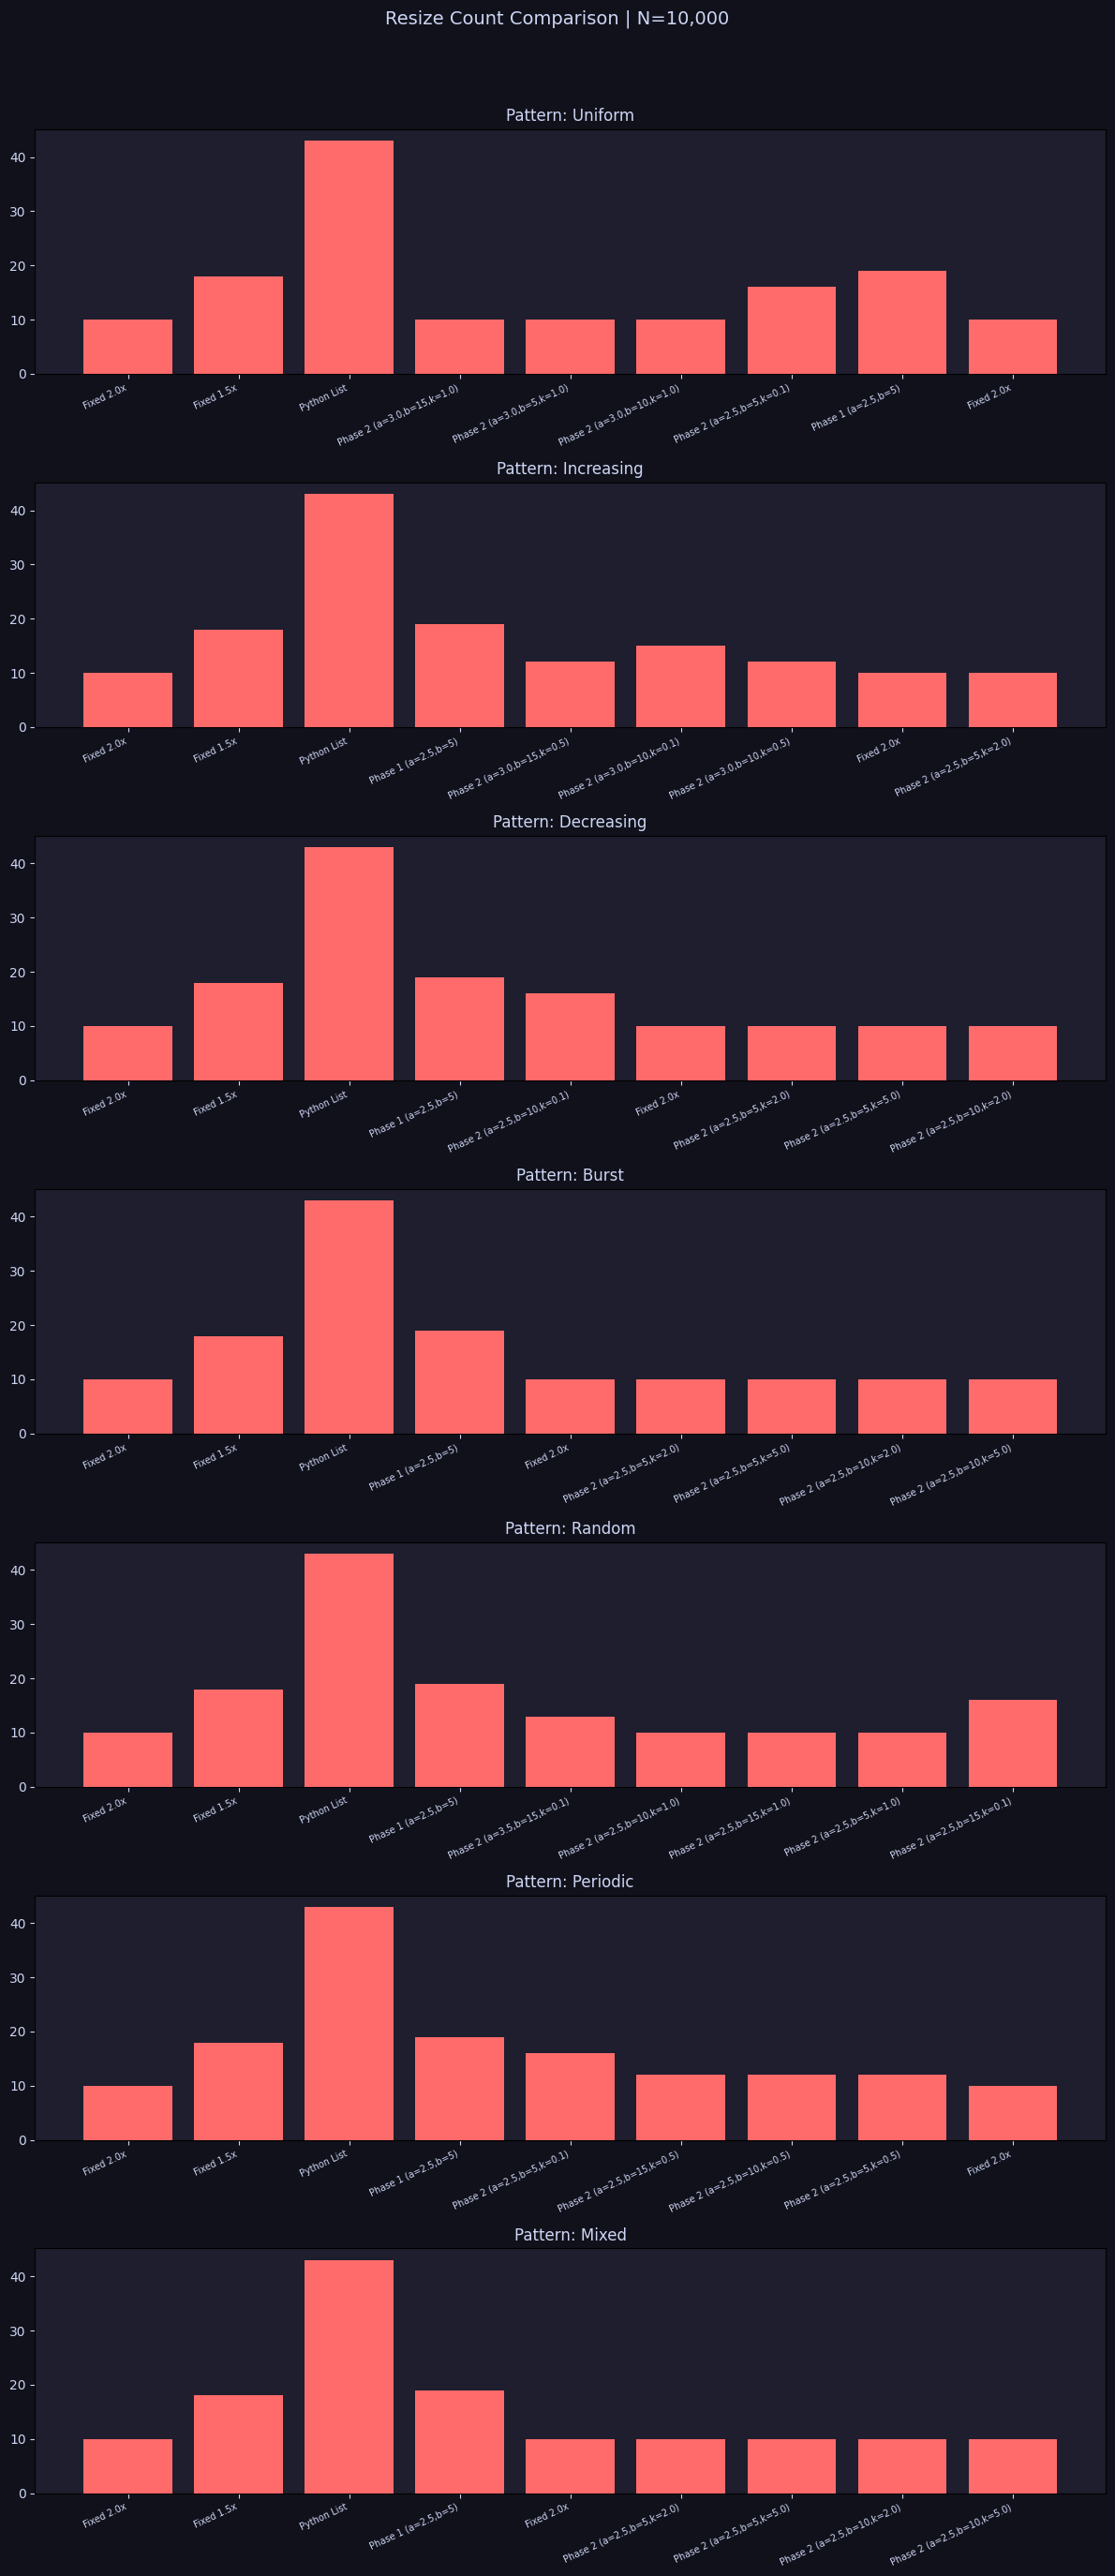 Resize Count Comparison | N=10,000
Pattern: Uniform
40
30
20
10
0
Fixed 2.0x
Fixed 1.5x
Python List
Phase 2 (a=3.0,b=15,k=1.0)
Phase 2 (a=3.0,b=5,k=1.0)
Phase 2 (a=3.0,b=10,k=1.0)
Phase 2 (a=2.5,b=5,k=0.1)
Phase 1 (a=2.5,b=5)
Fixed 2.0x
Pattern: Increasing
40
30
20
10
0
Fixed 2.0x
Fixed 1.5x
Python List
Phase 1 (a=2.5,b=5)
Phase 2 (a=3.0,b=15,k=0.5)
Phase 2 (a=3.0,b=10,k=0.1)
Phase 2 (a=3.0,b=10,k=0.5)
Fixed 2.0x
Phase 2 (a=2.5,b=5,k=2.0)
Pattern: Decreasing
40
30
20
10
0
Fixed 2.0x
Fixed 1.5x
Python List
Phase 1 (a=2.5,b=5)
Phase 2 (a=2.5,b=10,k=0.1)
Fixed 2.0x
Phase 2 (a=2.5,b=5,k=2.0)
Phase 2 (a=2.5,b=5,k=5.0)
Phase 2 (a=2.5,b=10,k=2.0)
Pattern: Burst
40
30
20
10
0
Fixed 2.0x
Fixed 1.5x
Python List
Phase 1 (a=2.5,b=5)
Fixed 2.0x
Phase 2 (a=2.5,b=5,k=2.0)
Phase 2 (a=2.5,b=5,k=5.0)
Phase 2 (a=2.5,b=10,k=2.0)
Phase 2 (a=2.5,b=10,k=5.0)
Pattern: Random
40
30
20
10
0
Fixed 2.0x
Fixed 1.5x
Python List
Phase 1 (a=2.5,b=5)
Phase 2 (a=3.5,b=15,k=0.1)
Phase 2 (a=2.5,b=10,k=1.0)
Phase 2 (a=2.5,b=15,k=1.0)
Phase 2 (a=2.5,b=5,k=1.0)
Phase 2 (a=2.5,b=15,k=0.1)
Pattern: Periodic
40
30
20
10
0
Fixed 2.0x
Fixed 1.5x
Python List
Phase 1 (a=2.5,b=5)
Phase 2 (a=2.5,b=5,k=0.1)
Phase 2 (a=2.5,b=15,k=0.5)
Phase 2 (a=2.5,b=10,k=0.5)
Phase 2 (a=2.5,b=5,k=0.5)
Fixed 2.0x
Pattern: Mixed
40
30
20
10
0
Fixed 2.0x
Fixed 1.5x
Python List
Phase 1 (a=2.5,b=5)
Fixed 2.0x
Phase 2 (a=2.5,b=5,k=2.0)
Phase 2 (a=2.5,b=5,k=5.0)
Phase 2 (a=2.5,b=10,k=2.0)
Phase 2 (a=2.5,b=10,k=5.0)